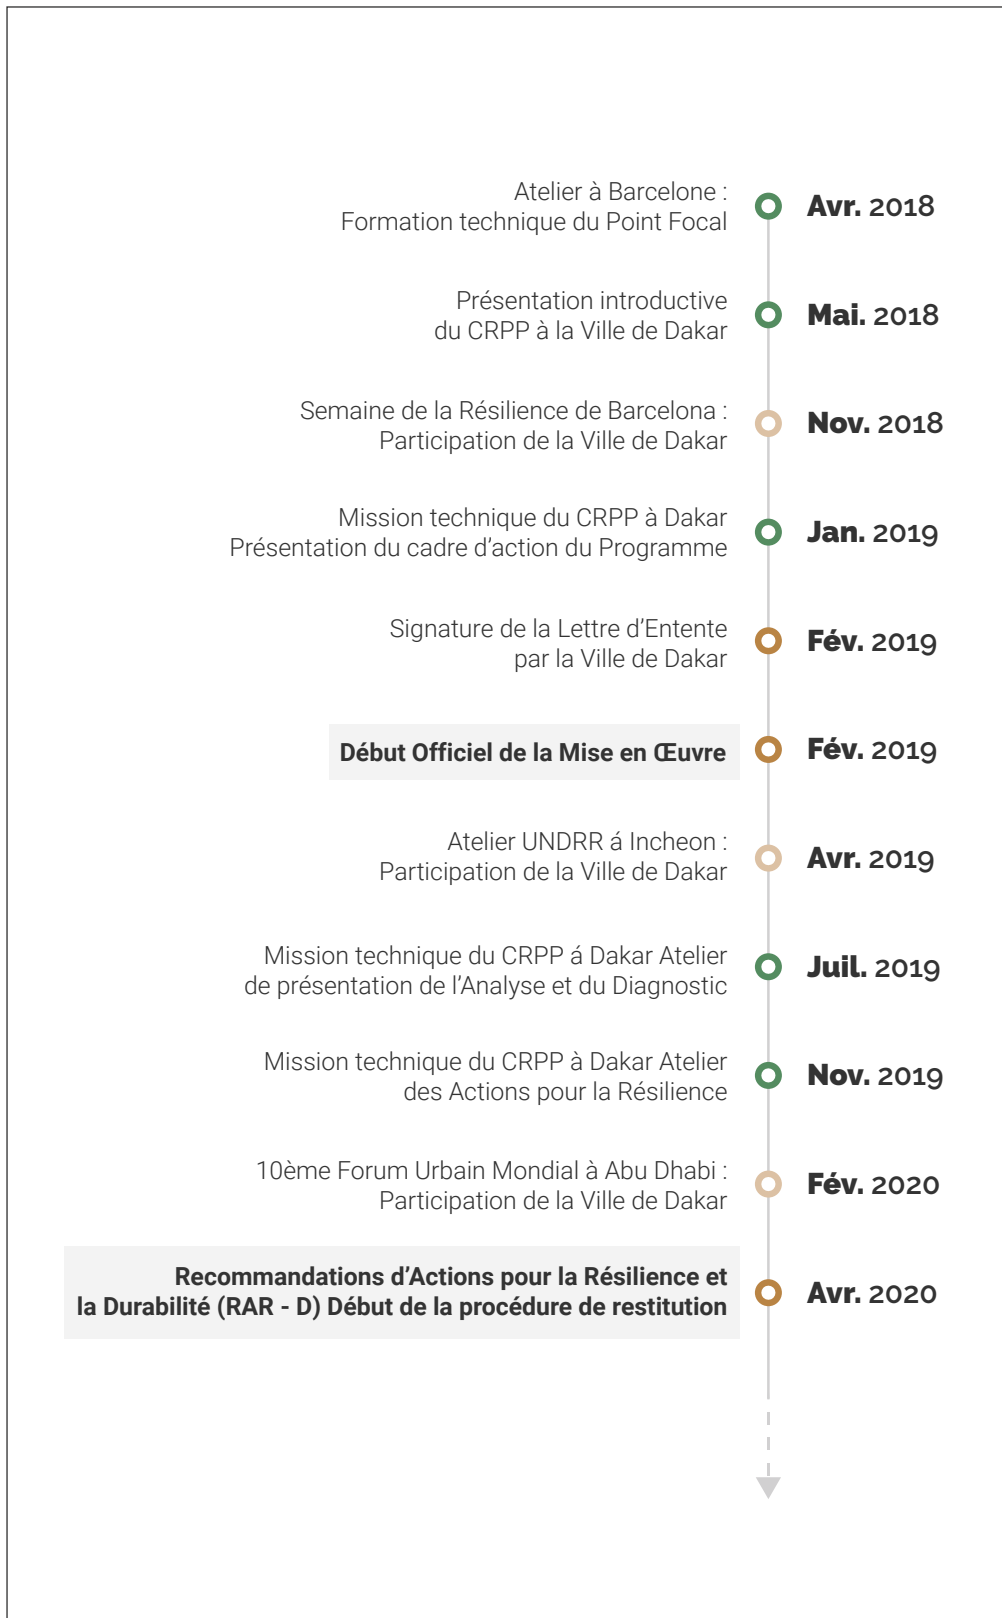 Atelier à Barcelone :
Formation technique du Point Focal
Avr. 2018
Présentation introductive
du CRPP à la Ville de Dakar
Mai. 2018
Semaine de la Résilience de Barcelona :
Participation de la Ville de Dakar
Nov. 2018
Mission technique du CRPP à Dakar
Présentation du cadre d’action du Programme
Jan. 2019
Signature de la Lettre d’Entente
par la Ville de Dakar
Fév. 2019
Début Officiel de la Mise en Œuvre
Fév. 2019
Atelier UNDRR á Incheon :
Participation de la Ville de Dakar
Avr. 2019
Mission technique du CRPP á Dakar Atelier
de présentation de l’Analyse et du Diagnostic
Juil. 2019
Mission technique du CRPP à Dakar Atelier
des Actions pour la Résilience
Nov. 2019
10ème Forum Urbain Mondial à Abu Dhabi :
Participation de la Ville de Dakar
Fév. 2020
Recommandations d’Actions pour la Résilience et
la Durabilité (RAR - D) Début de la procédure de restitution
Avr. 2020